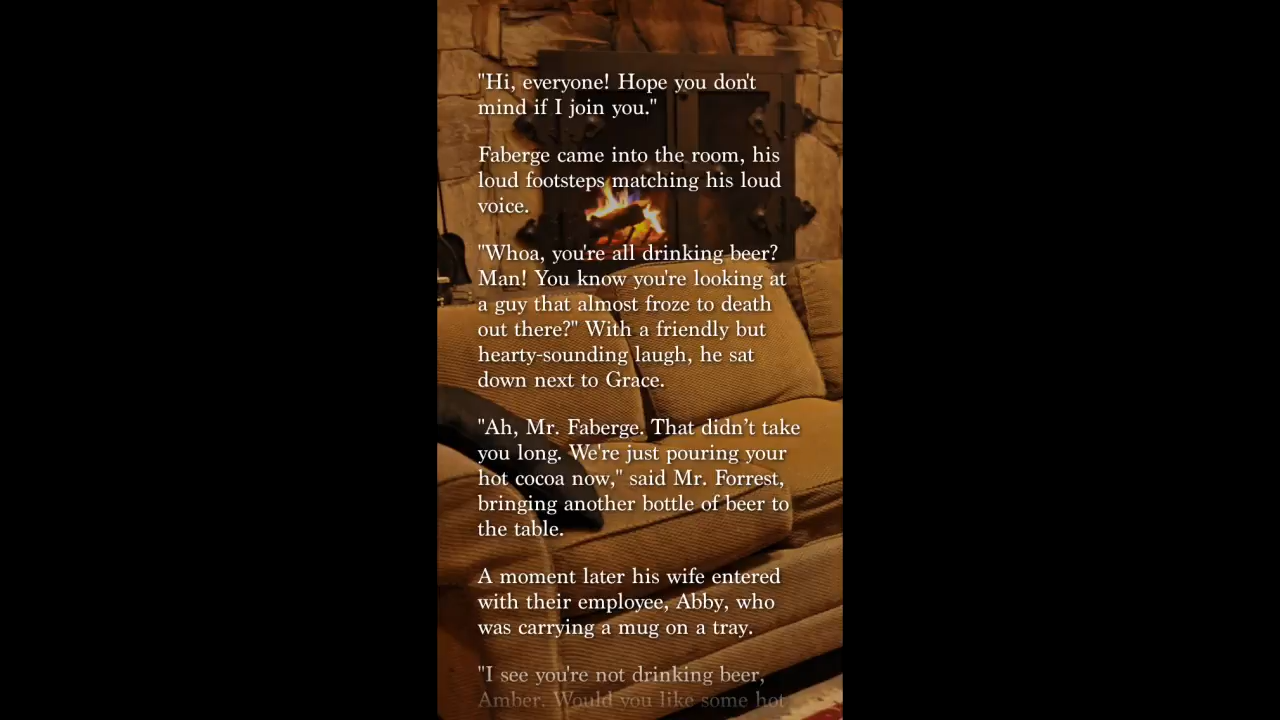 "Hi, everyone! Hope you don't
mind if I join you."
Faberge came into the room, his
loud footsteps matching his loud
voice.
"Whoa, you're all drinking beer?
Man! You know you're looking at
a guy that almost froze to death
out there?" With a friendly but
hearty-sounding laugh, he sat
down next to Grace.
"Ah, Mr. Faberge. That didn’t take
you long. We're just pouring your
hot cocoa now," said Mr. Forrest,
bringing another bottle of beer to
the table.
A moment later his wife entered
with their employee, Abby, who
was carrying a mug on a tray.
"I see you're not drinking beer,
Amber. Would you like some hot